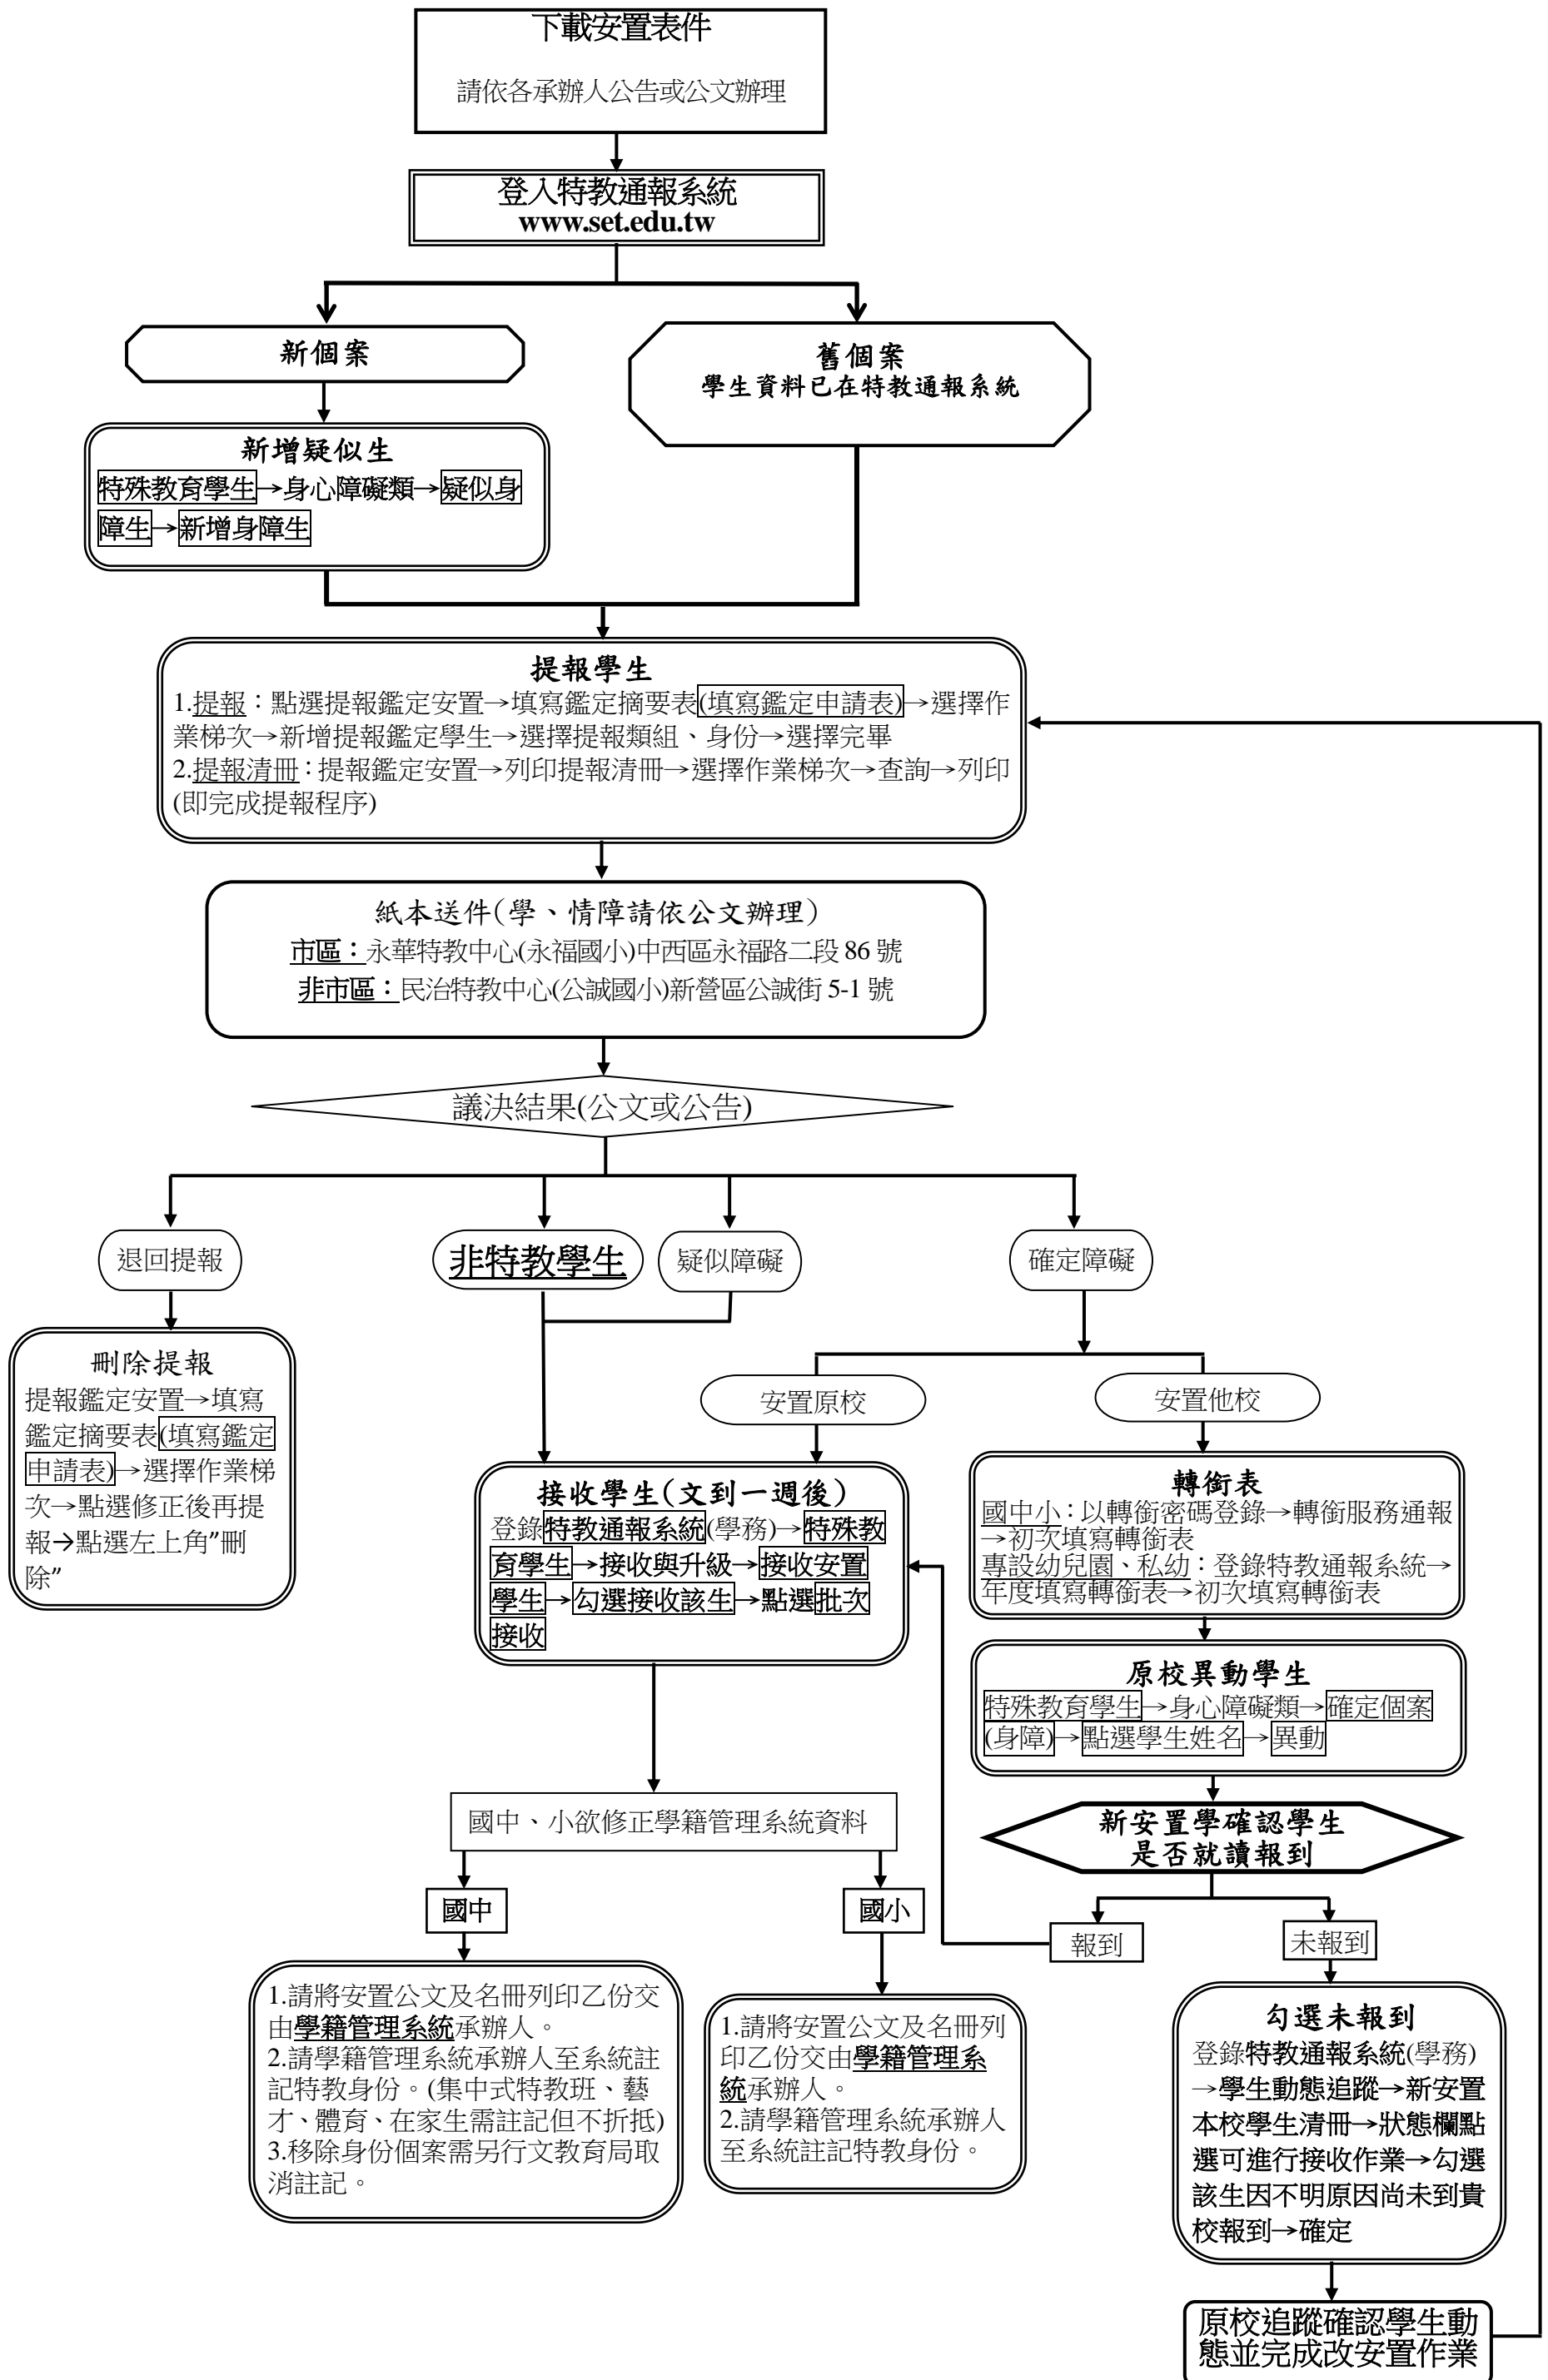 下載安置表件
請依各承辦人公告或公文辦理
登入特教通報系統
www.set.edu.tw
新個案
舊個案
學生資料已在特教通報系統
新增疑似生
特殊教育學生→身心障礙類→疑似身
障生→新增身障生
提報學生
1.提報：點選提報鑑定安置→填寫鑑定摘要表(填寫鑑定申請表)→選擇作
業梯次→新增提報鑑定學生→選擇提報類組、身份→選擇完畢
2.提報清冊：提報鑑定安置→列印提報清冊→選擇作業梯次→查詢→列印
(即完成提報程序)
紙本送件(學、情障請依公文辦理)
市區：永華特教中心(永福國小)中西區永福路二段 86 號
非市區：民治特教中心(公誠國小)新營區公誠街 5-1 號
議決結果(公文或公告)
退回提報
非特教學生
疑似障礙
確定障礙
刪除提報
提報鑑定安置→填寫
鑑定摘要表(填寫鑑定
申請表)→選擇作業梯
次→點選修正後再提
報→點選左上角”刪
除”
安置原校
安置他校
接收學生(文到一週後)
登錄特教通報系統(學務)→特殊教
育學生→接收與升級→接收安置
學生→勾選接收該生→點選批次
接收
轉銜表
國中小：以轉銜密碼登錄→轉銜服務通報
→初次填寫轉銜表
專設幼兒園、私幼：登錄特教通報系統→
年度填寫轉銜表→初次填寫轉銜表
原校異動學生
特殊教育學生→身心障礙類→確定個案
(身障)→點選學生姓名→異動
新安置學確認學生
是否就讀報到
國中、小欲修正學籍管理系統資料
國中
國小
報到
未報到
1.請將安置公文及名冊列印乙份交
由學籍管理系統承辦人。
2.請學籍管理系統承辦人至系統註
記特教身份。(集中式特教班、藝
才、體育、在家生需註記但不折抵)
3.移除身份個案需另行文教育局取
消註記。
1.請將安置公文及名冊列
印乙份交由學籍管理系
統承辦人。
2.請學籍管理系統承辦人
至系統註記特教身份。
勾選未報到
登錄特教通報系統(學務)
→學生動態追蹤→新安置
本校學生清冊→狀態欄點
選可進行接收作業→勾選
該生因不明原因尚未到貴
校報到→確定
原校追蹤確認學生動
態並完成改安置作業